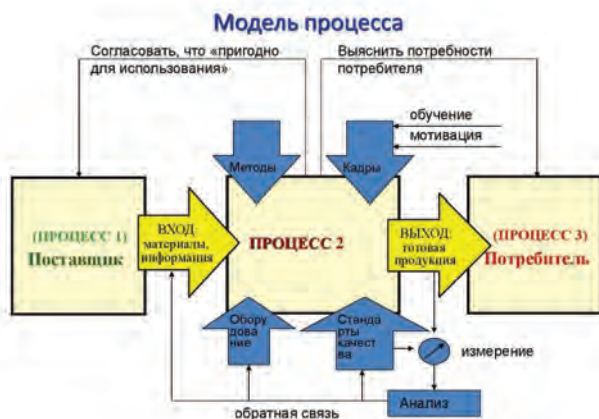 Модель процесса
Согласовать, что «пригодно
для использования»
Выяснить потребности
потребителя
обучение
мотивация
Методы
Кадры
(ПРОЦЕСС 1)
Поставщик
ВХОД:
материалы,
информация
ПРОЦЕСС 2
ВЫХОД:
готовая
продукция
(ПРОЦЕСС 3)
Потребитель
Обору
дова
ние
Станда
рты
качест
ва
измерение
Анализ
обратная связь